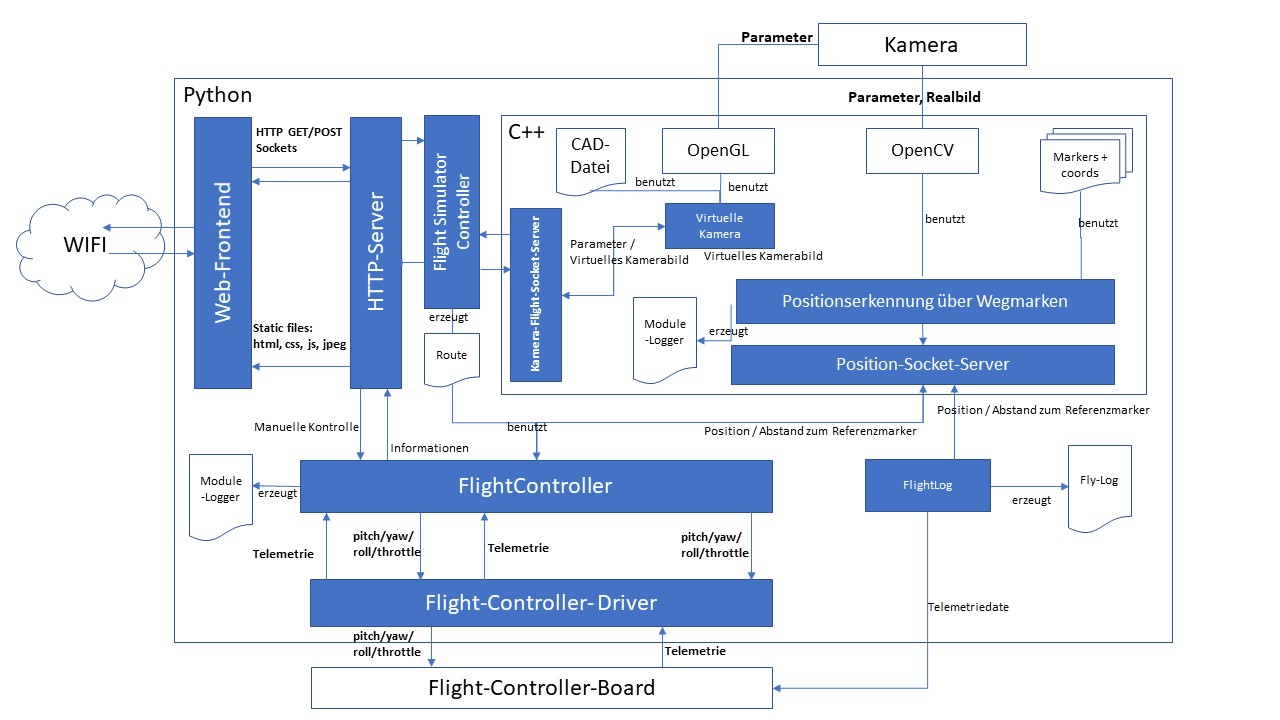 Parameter
Kamera
Python
Parameter, Realbild
HTTP GET/POST
Sockets
C++
CAD-
Datei
OpenGL
OpenCV
Markers +
coords
benutzt
benutzt
Web-Frontend
HTTP-Server
Flight Simulator
Controller
Kamera-Flight-Socket-Server
Virtuelle
Kamera
benutzt
benutzt
WIFI
Parameter /
Virtuelles Kamerabild
Virtuelles Kamerabild
Positionserkennung über Wegmarken
erzeugt
Module
-Logger
erzeugt
Static files:
html, css, js, jpeg
Route
Position-Socket-Server
Manuelle Kontrolle
Informationen
benutzt
Position / Abstand zum Referenzmarker
Position / Abstand zum Referenzmarker
Module
-Logger
erzeugt
FlightController
FlightLog
erzeugt
Fly-Log
Telemetrie
pitch/yaw/
roll/throttle
Telemetrie
pitch/yaw/
roll/throttle
Flight-Controller- Driver
Telemetriedate
pitch/yaw/
roll/throttle
Telemetrie
Flight-Controller-Board